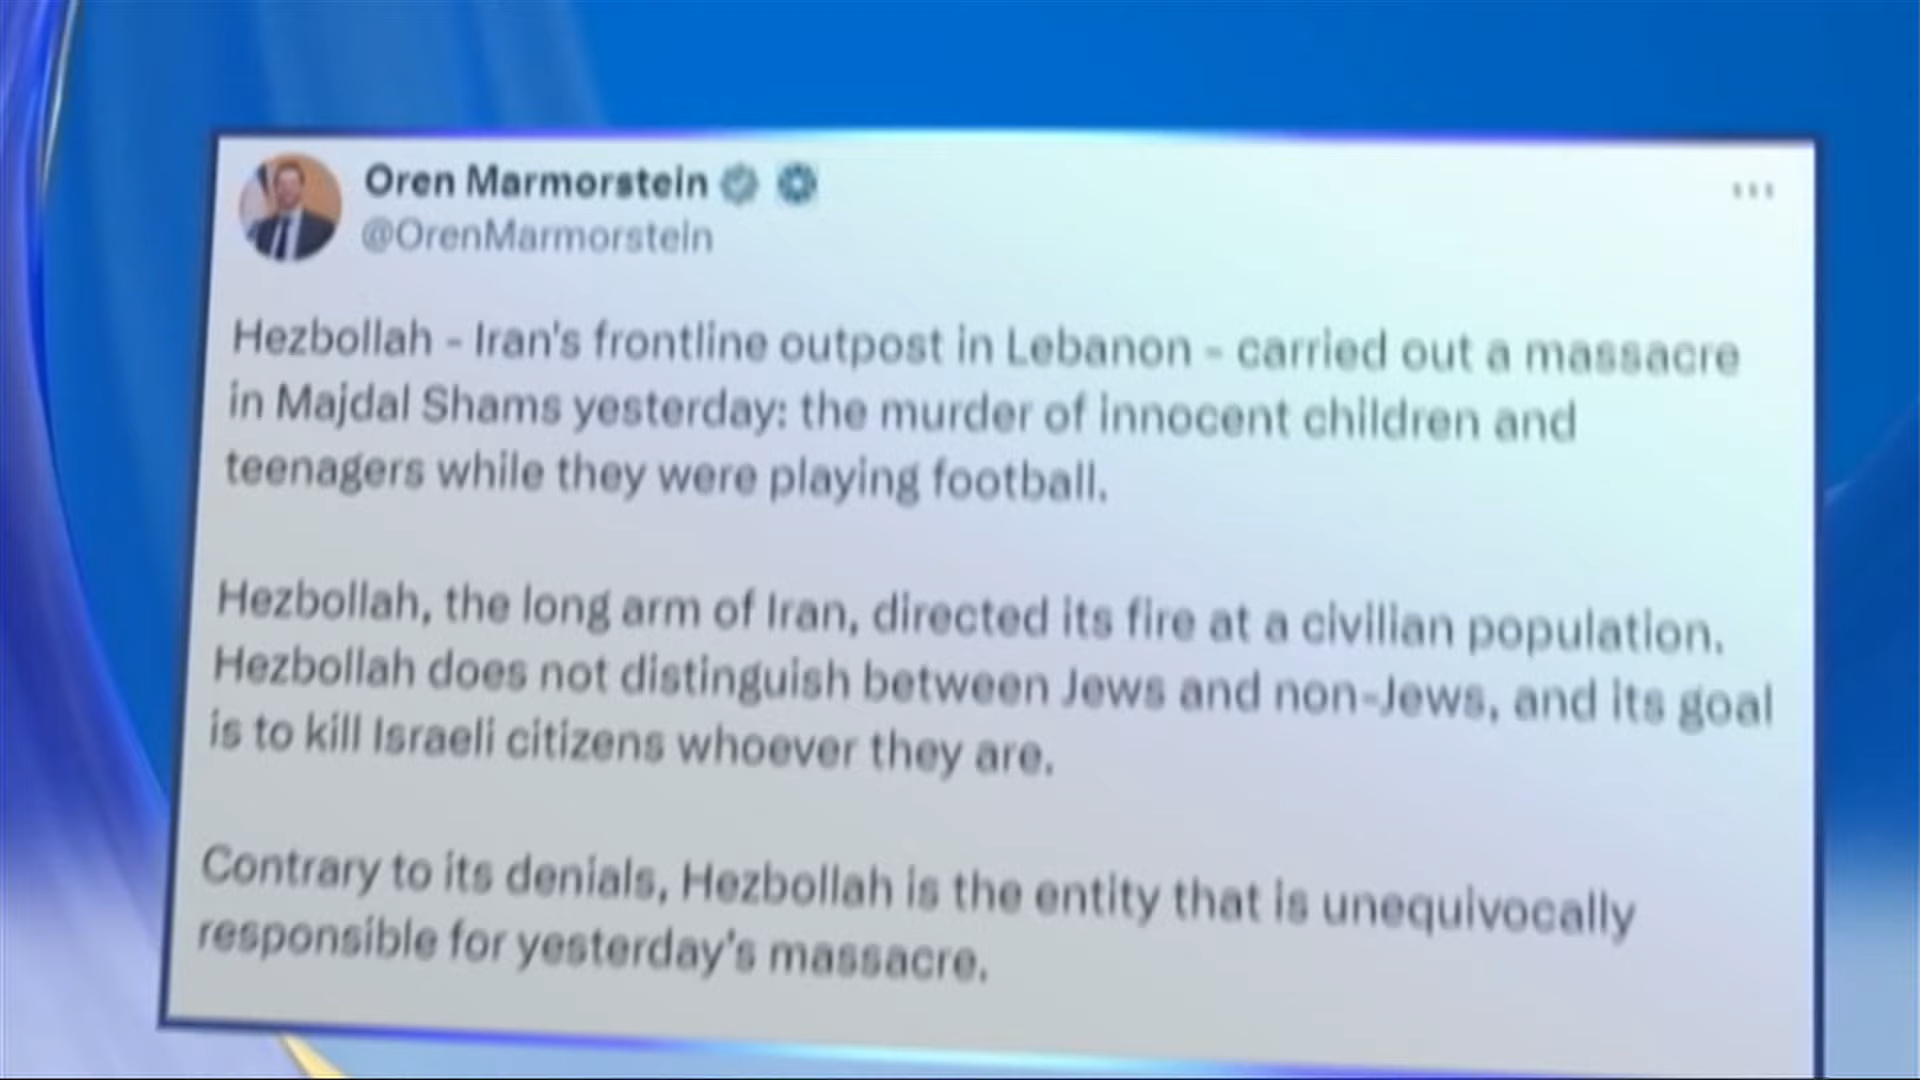 Oren Marmorstein
@OrenMarmorstein
Hezbollah - Iran's frontline outpost in Lebanon - carried out a massacre
in Majdal Shams yesterday: the murder of innocent children and
teenagers while they were playing football.
Hezbollah, the long arm of Iran, directed its fire at a civilian population.
Hezbollah does not distinguish between Jews and non-Jews, and its goal
is to kill Israeli citizens whoever they are.
Contrary to its denials, Hezbollah is the entity that is unequivocally
responsible for yesterday's massacre.